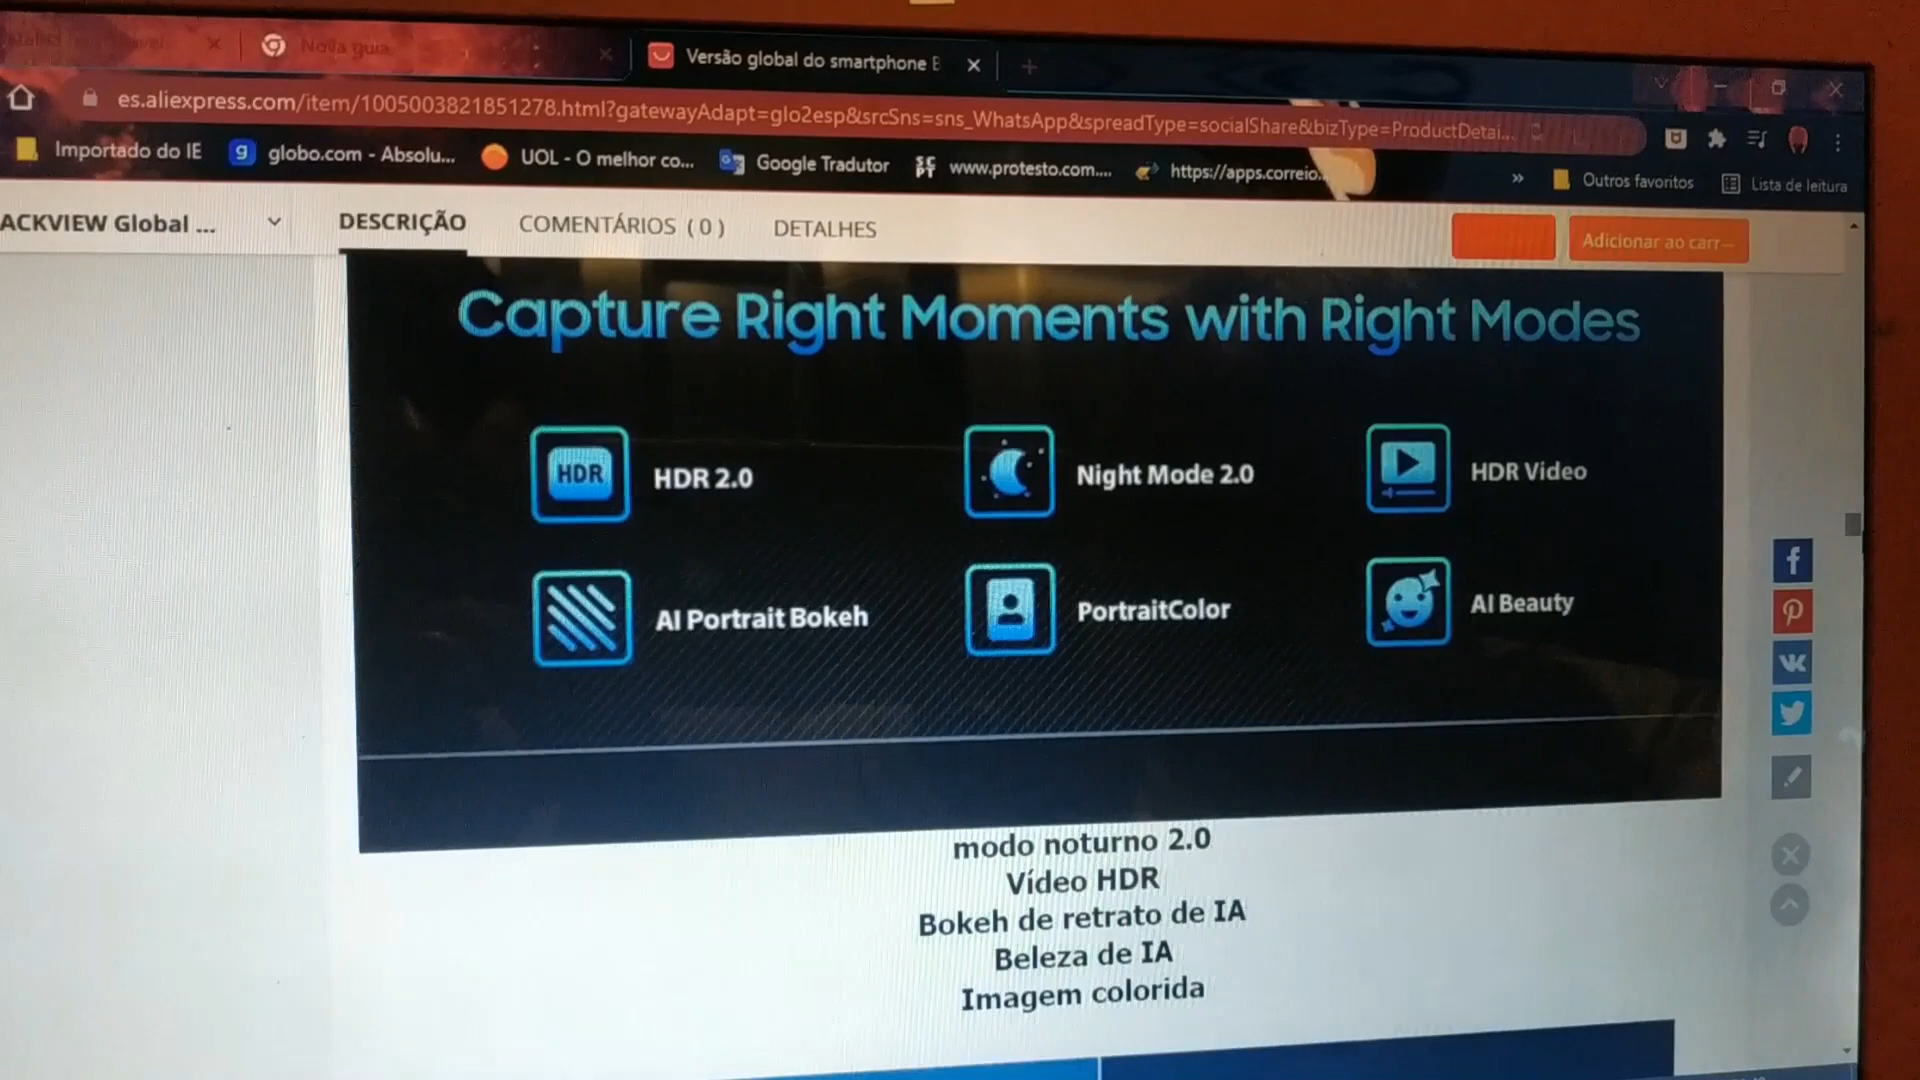 Nova guia
Versão global do smartphone
es.aliexpress.com/item/1005003821851278.html?gatewayAdapt=glo2esp&srcSns=sns_WhatsApp&spreadType=socialShare&bizType=ProductDetai...
Importado do IE
g globo.com - Absolu...
UOL - O melhor co...
Google Tradutor
www.protesto.com....
https://apps.correio...
»
Outros favoritos
Lista de leitura
ACKVIEW Global ...
DESCRIÇÃO
COMENTÁRIOS ( 0 )
DETALHES
Adicionar ao carr—
Capture Right Moments with Right Modes
HDR HDR 2.0
Night Mode 2.0
HDR Video
AI Portrait Bokeh
PortraitColor
AI Beauty
modo noturno 2.0
Vídeo HDR
Bokeh de retrato de IA
Beleza de IA
Imagem colorida